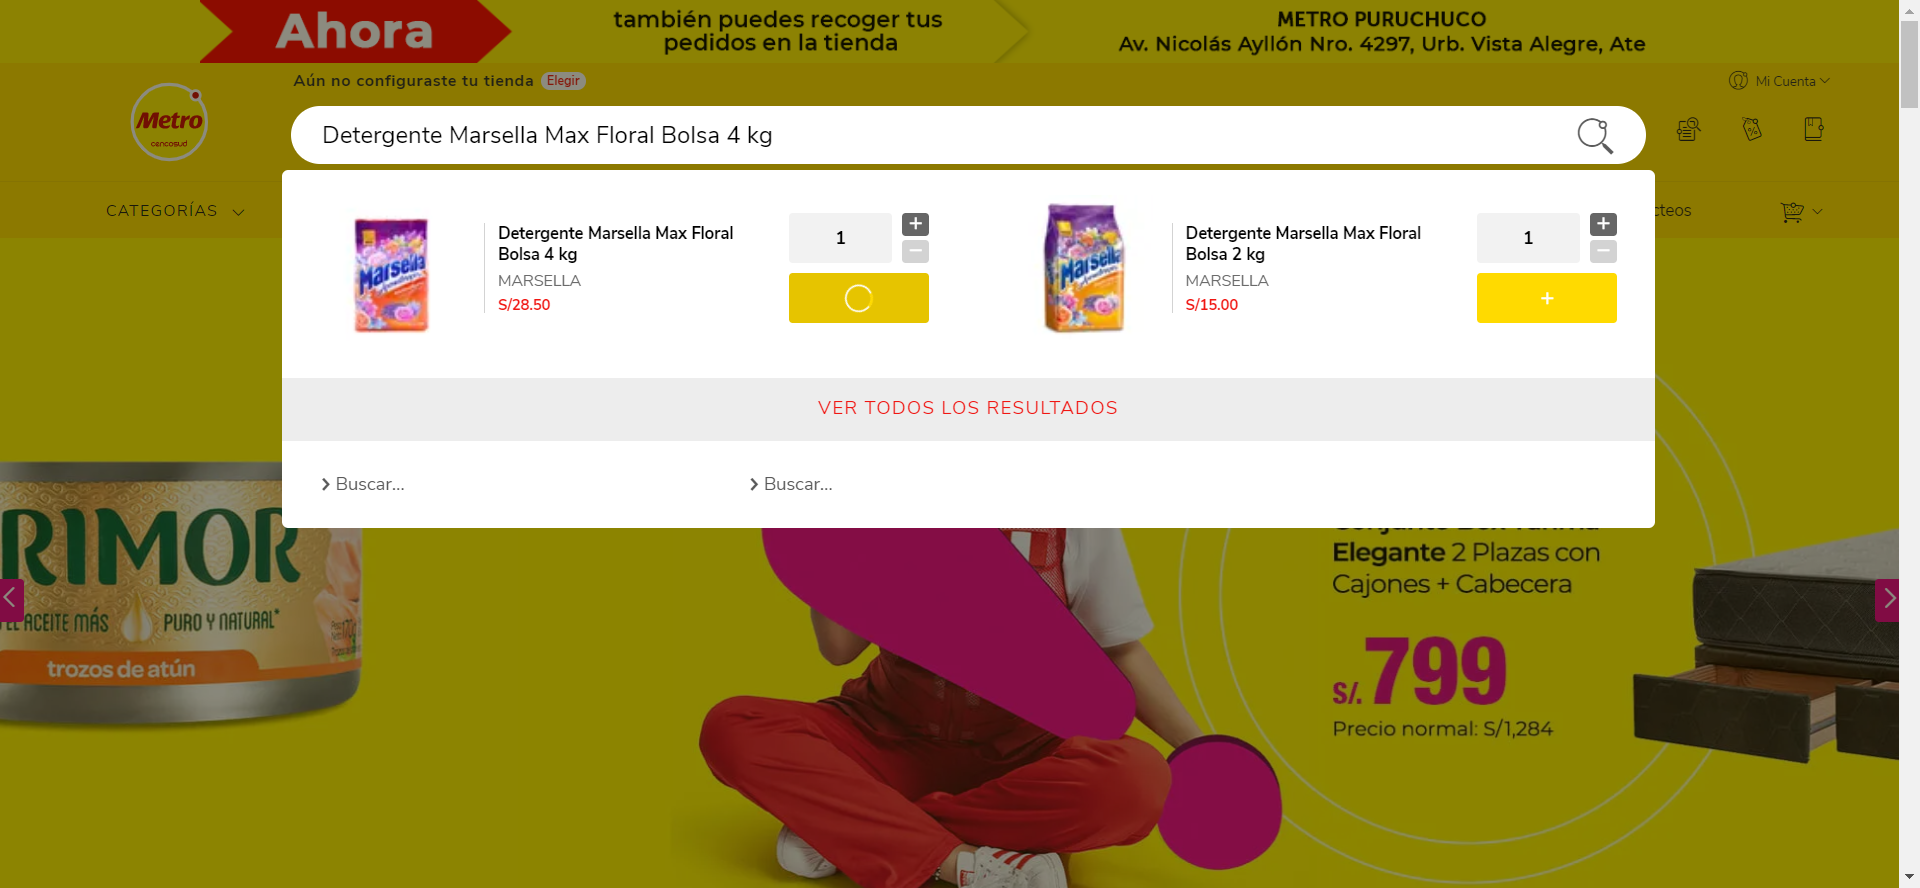 Ahora
también puedes recoger tus
pedidos en la tienda
METRO PURUCHUCO
Av. Nicolás Ayllón Nro. 4297, Urb. Vista Alegre, Ate
Aún no configuraste tu tienda Elegir
Mi Cuenta
Metro
cencosud
Detergente Marsella Max Floral Bolsa 4 kg
CATEGORÍAS
cteos
Detergente Marsella Max Floral
Bolsa 4 kg
MARSELLA
S/28.50
1
Marsella
Detergente Marsella Max Floral
Bolsa 2 kg
MARSELLA
S/15.00
1
+
Marsella
VER TODOS LOS RESULTADOS
Buscar...
Buscar...
RIMOR
EL ACEITE MÁS PURO Y NATURAL*
trozos de atún
Elegante 2 Plazas con
Cajones + Cabecera
S/. 799
Precio normal: S/1,284